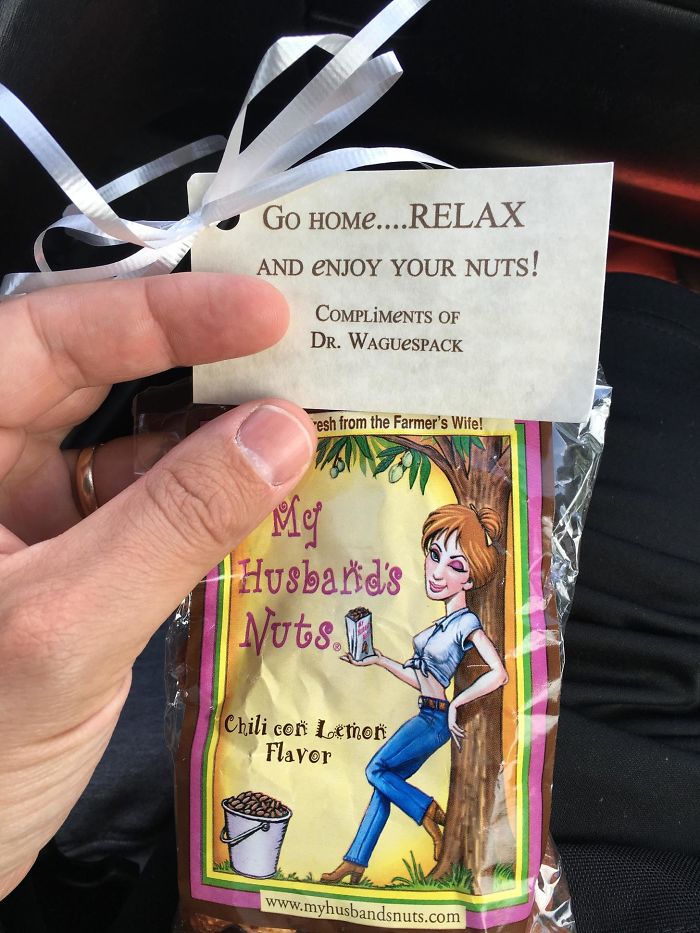 GO HOMe....RELAX
AND eNJOY YOUR NUTS!
COMPLIMeNTS OF
DR. WAGUeSPACK
from the Farmer's Wife!
My
Husband's
Nuts®
Chili con Lemon
Flavor
www.myhusbandsnuts.com